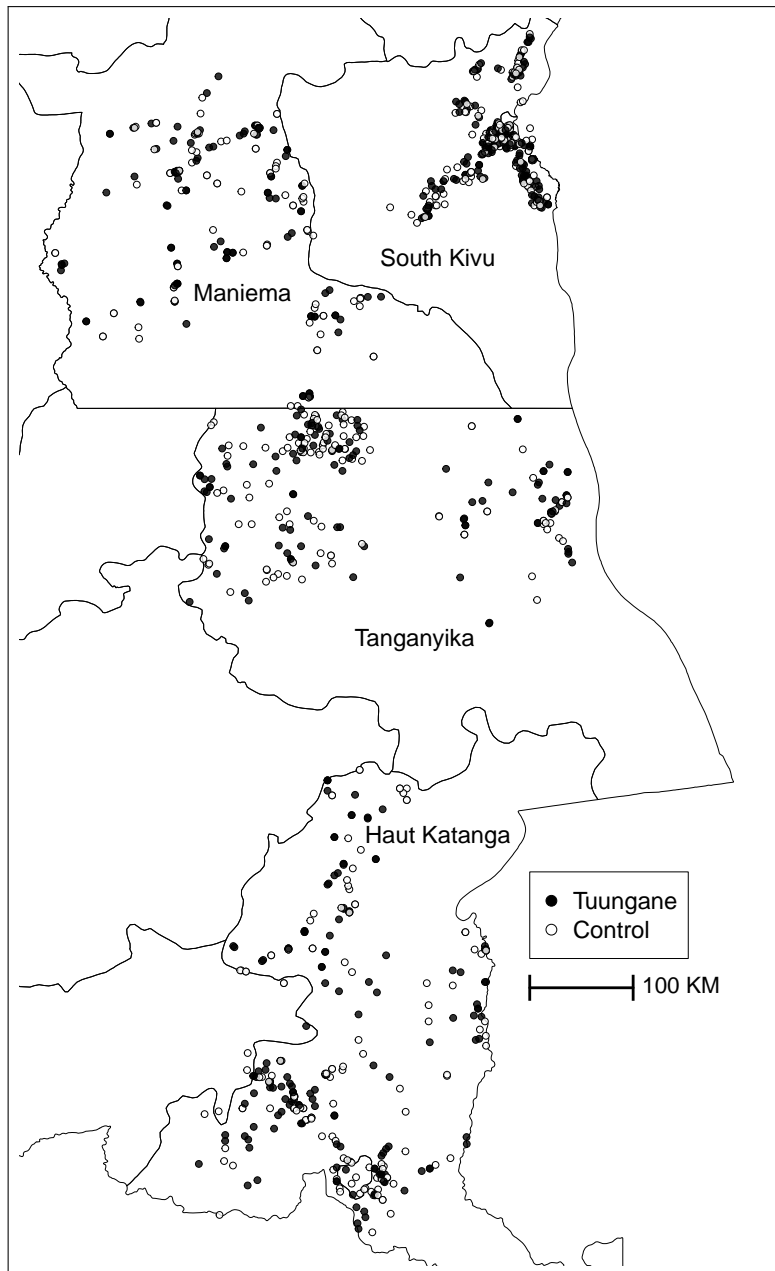 South Kivu
Maniema
Tanganyika
Haut Katanga
Tuungane
Control
100 KM